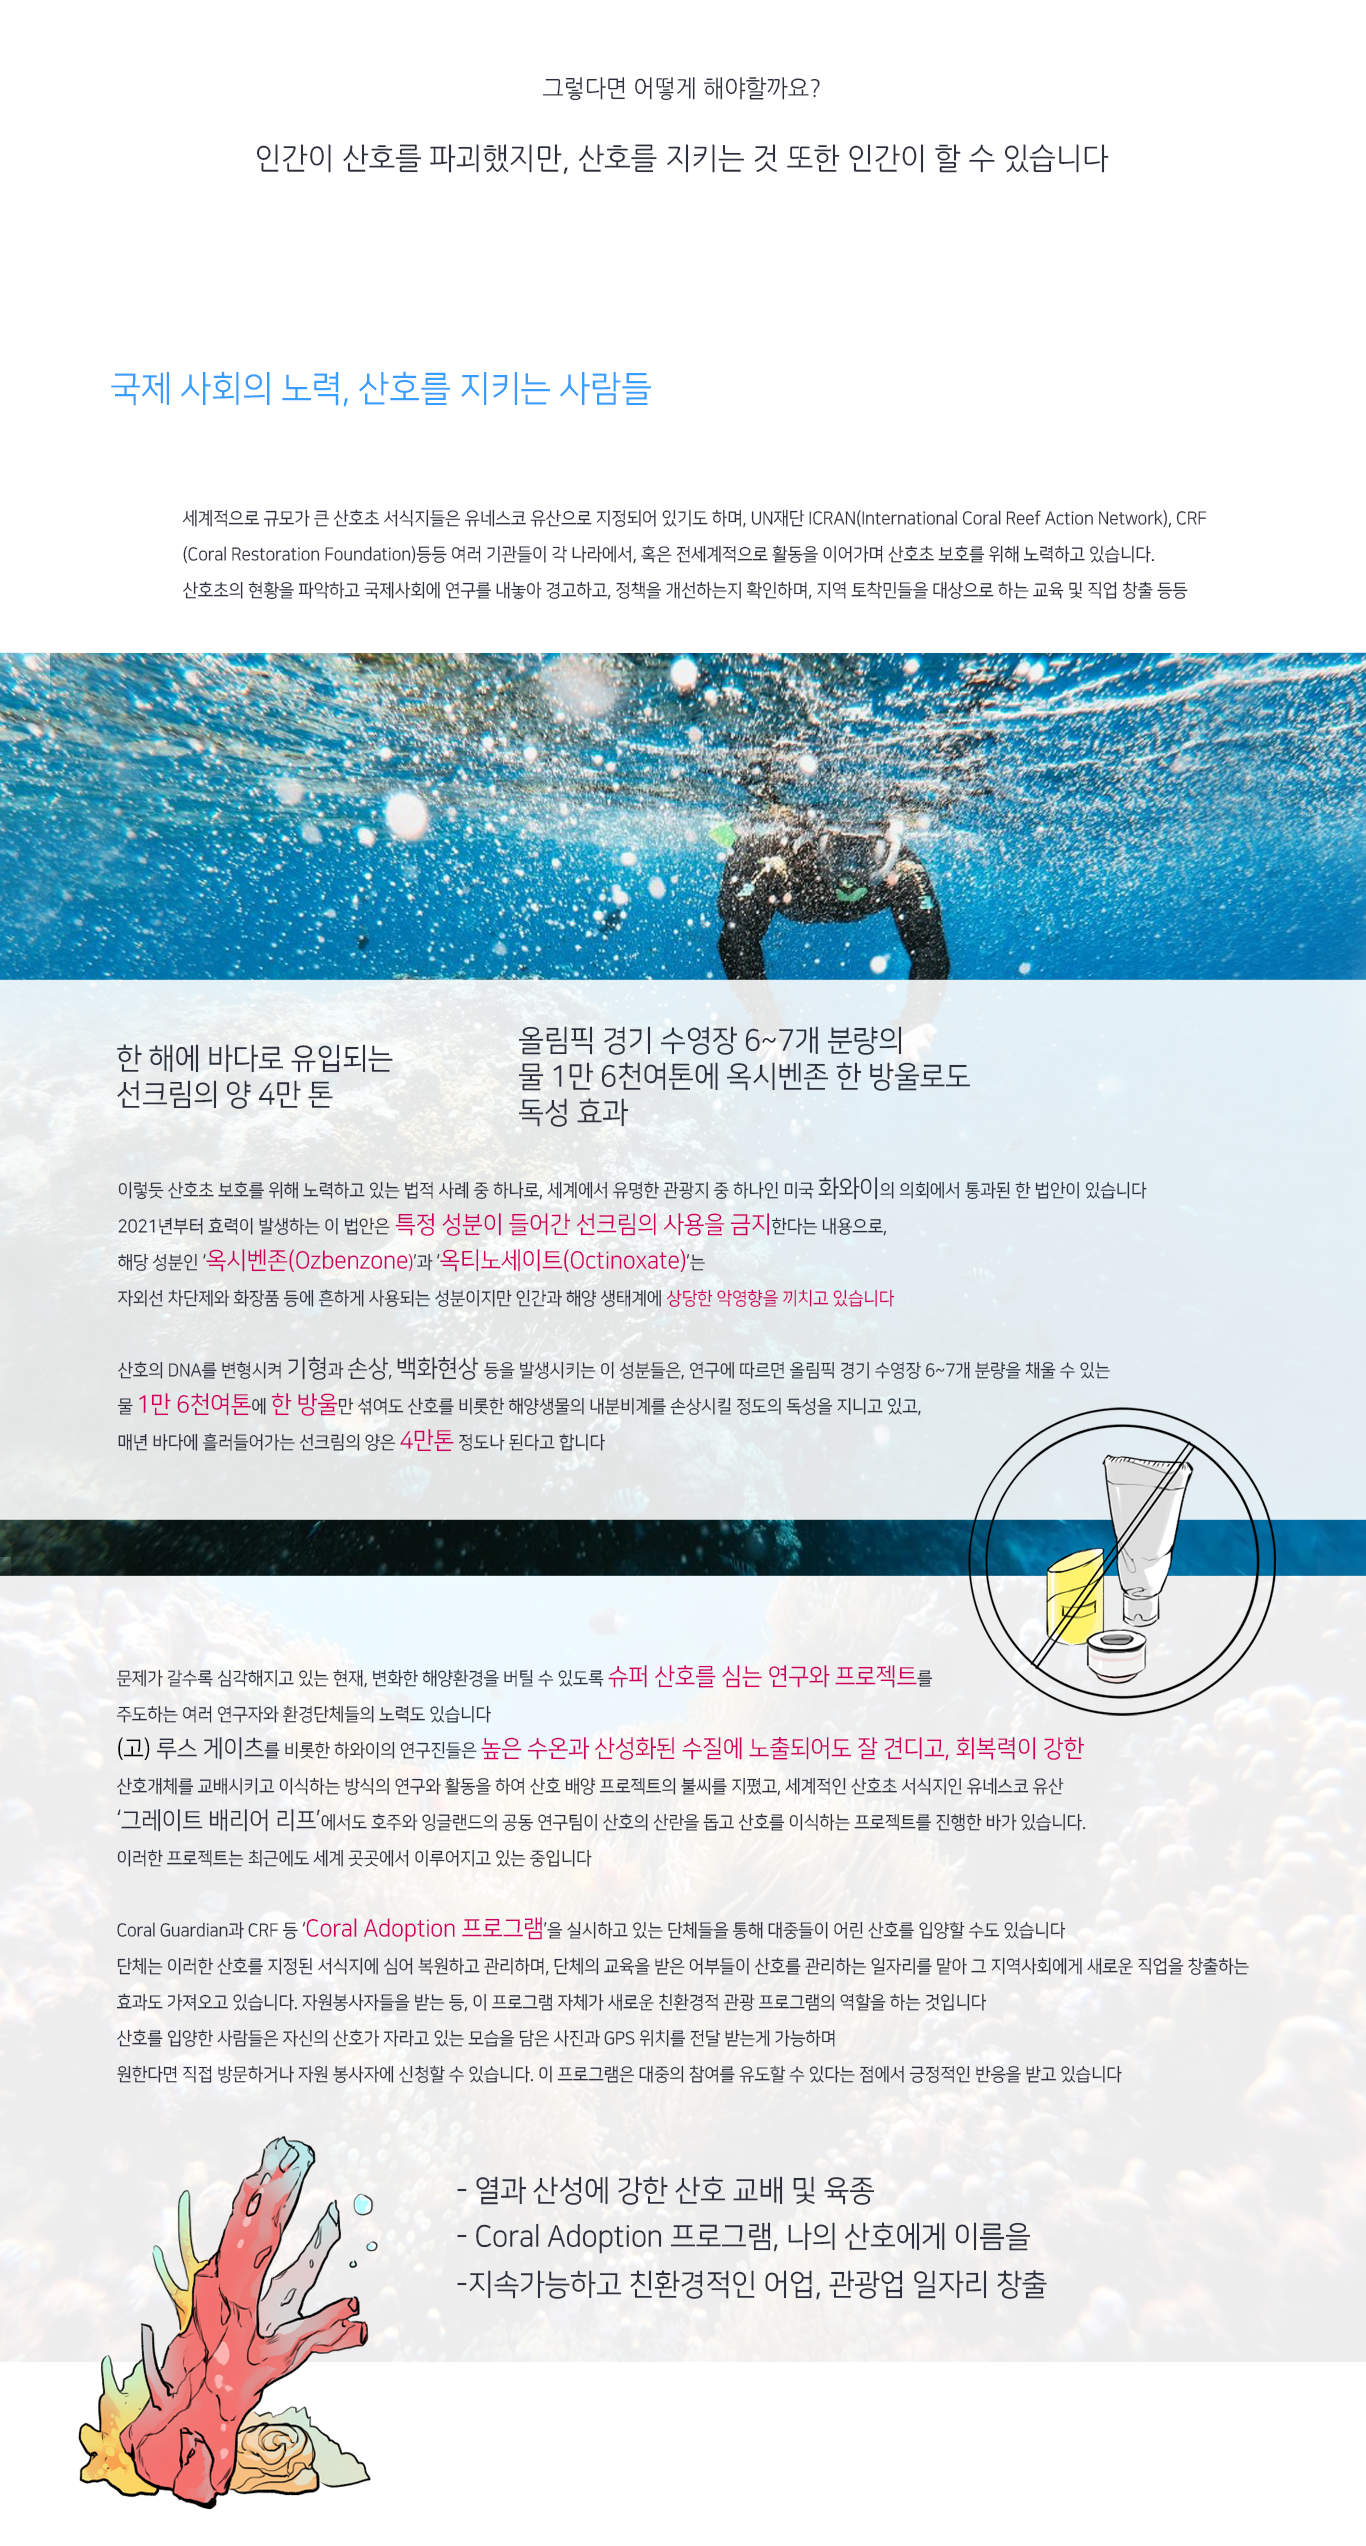 그렇다면 어떻게 해야할까요?
인간이 산호를 파괴했지만, 산호를 지키는 것 또한 인간이 할 수 있습니다
국제 사회의 노력, 산호를 지키는 사람들
세계적으로 규모가 큰 산호초 서식지들은 유네스코 유산으로 지정되어 있기도 하며, UN재단 ICRAN(International Coral Reef Action Network), CRF
(Coral Restoration Foundation)등등 여러 기관들이 각 나라에서, 혹은 전세계적으로 활동을 이어가며 산호초 보호를 위해 노력하고 있습니다.
산호초의 현황을 파악하고 국제사회에 연구를 내놓아 경고하고, 정책을 개선하는지 확인하며, 지역 토착민들을 대상으로 하는 교육 및 직업 창출 등등
한 해에 바다로 유입되는
선크림의 양 4만 톤
올림픽 경기 수영장 6~7개 분량의
물 1만 6천여톤에 옥시벤존 한 방울로도
독성 효과
이렇듯 산호초 보호를 위해 노력하고 있는 법적 사례 중 하나로, 세계에서 유명한 관광지 중 하나인 미국 화와이의 의회에서 통과된 한 법안이 있습니다
2021년부터 효력이 발생하는 이 법안은 특정 성분이 들어간 선크림의 사용을 금지한다는 내용으로,
해당 성분인 ‘옥시벤존(Ozbenzone)’과 ’옥티노세이트(Octinoxate)’는
자외선 차단제와 화장품 등에 흔하게 사용되는 성분이지만 인간과 해양 생태계에 상당한 악영향을 끼치고 있습니다
산호의 DNA를 변형시켜 기형과 손상, 백화현상 등을 발생시키는 이 성분들은, 연구에 따르면 올림픽 경기 수영장 6~7개 분량을 채울 수 있는
물 1만 6천여톤에 한 방울만 섞여도 산호를 비롯한 해양생물의 내분비계를 손상시킬 정도의 독성을 지니고 있고,
매년 바다에 흘러들어가는 선크림의 양은 4만톤 정도나 된다고 합니다
문제가 갈수록 심각해지고 있는 현재, 변화한 해양환경을 버틸 수 있도록 슈퍼 산호를 심는 연구와 프로젝트를
주도하는 여러 연구자와 환경단체들의 노력도 있습니다
(고) 루스 게이츠를 비롯한 하와이의 연구진들은 높은 수온과 산성화된 수질에 노출되어도 잘 견디고, 회복력이 강한
산호개체를 교배시키고 이식하는 방식의 연구와 활동을 하여 산호 배양 프로젝트의 불씨를 지폈고, 세계적인 산호초 서식지인 유네스코 유산
‘그레이트 배리어 리프’에서도 호주와 잉글랜드의 공동 연구팀이 산호의 산란을 돕고 산호를 이식하는 프로젝트를 진행한 바가 있습니다.
이러한 프로젝트는 최근에도 세계 곳곳에서 이루어지고 있는 중입니다
Coral Guardian과 CRF 등 ‘Coral Adoption 프로그램’을 실시하고 있는 단체들을 통해 대중들이 어린 산호를 입양할 수도 있습니다
단체는 이러한 산호를 지정된 서식지에 심어 복원하고 관리하며, 단체의 교육을 받은 어부들이 산호를 관리하는 일자리를 맡아 그 지역사회에게 새로운 직업을 창출하는
효과도 가져오고 있습니다. 자원봉사자들을 받는 등, 이 프로그램 자체가 새로운 친환경적 관광 프로그램의 역할을 하는 것입니다
산호를 입양한 사람들은 자신의 산호가 자라고 있는 모습을 담은 사진과 GPS 위치를 전달 받는게 가능하며
원한다면 직접 방문하거나 자원 봉사자에 신청할 수 있습니다. 이 프로그램은 대중의 참여를 유도할 수 있다는 점에서 긍정적인 반응을 받고 있습니다
- 열과 산성에 강한 산호 교배 및 육종
- Coral Adoption 프로그램, 나의 산호에게 이름을
-지속가능하고 친환경적인 어업, 관광업 일자리 창출